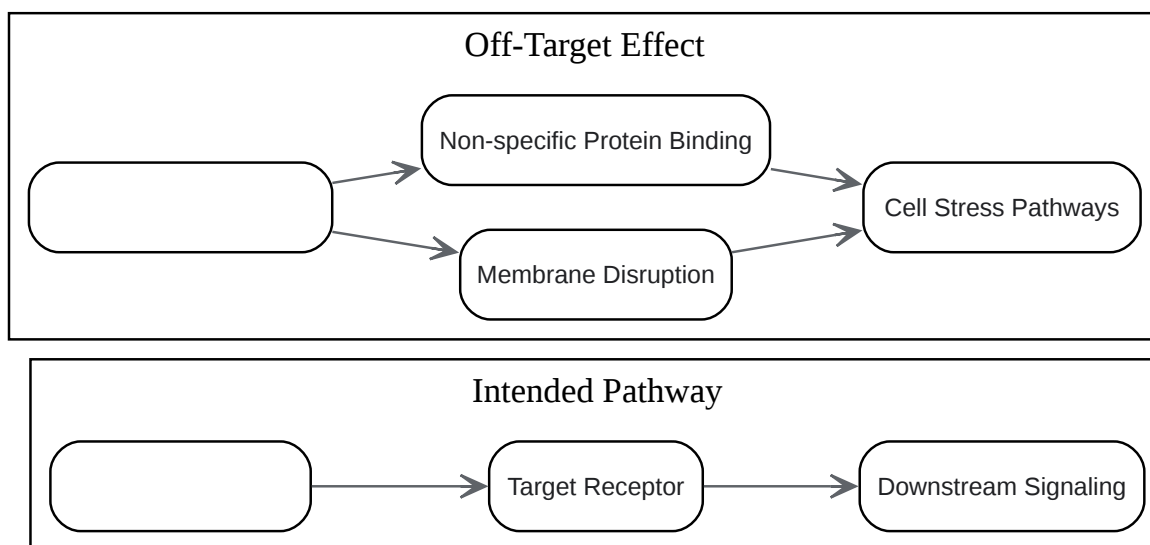 Off-Target Effect
Non-specific Protein Binding
Cell Stress Pathways
Membrane Disruption
Intended Pathway
Target Receptor
Downstream Signaling